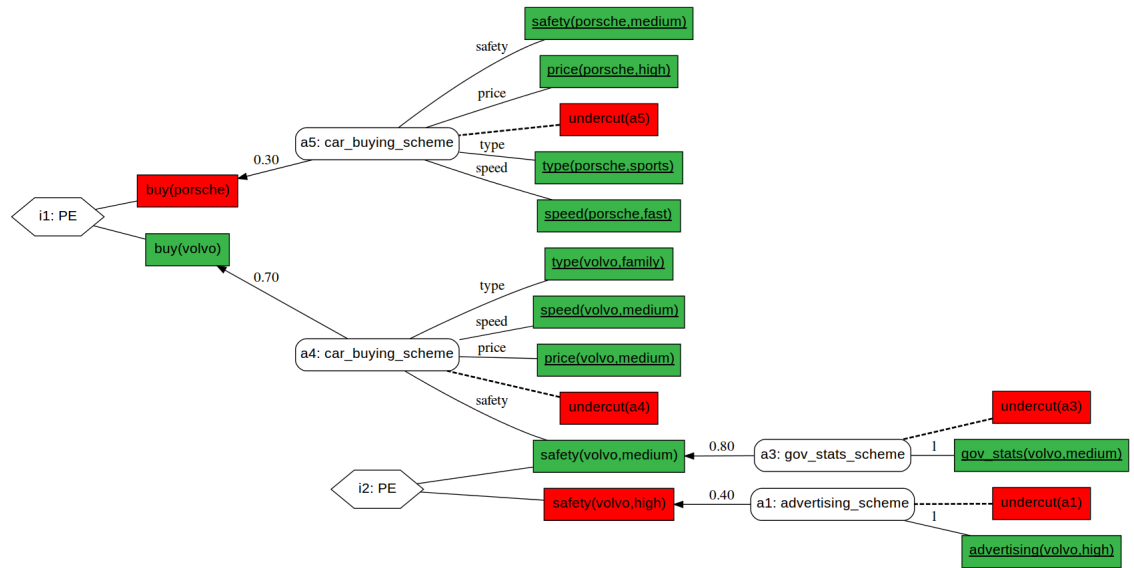 safety(porsche,medium)
safety
price(porsche,high)
price
undercut(a5)
a5: car_buying_scheme
type
type(porsche,sports)
0.30
speed
buy(porsche)
speed(porsche,fast)
i1: PE
buy(volvo)
type(volvo,family)
0.70
type
speed(volvo,medium)
speed
price
a4: car_buying_scheme
price(volvo,medium)
undercut(a4)
safety
undercut(a3)
0.80
1
safety(volvo,medium)
a3: gov_stats_scheme
gov_stats(volvo,medium)
i2: PE
0.40
safety(volvo,high)
a1: advertising_scheme
undercut(a1)
1
advertising(volvo,high)